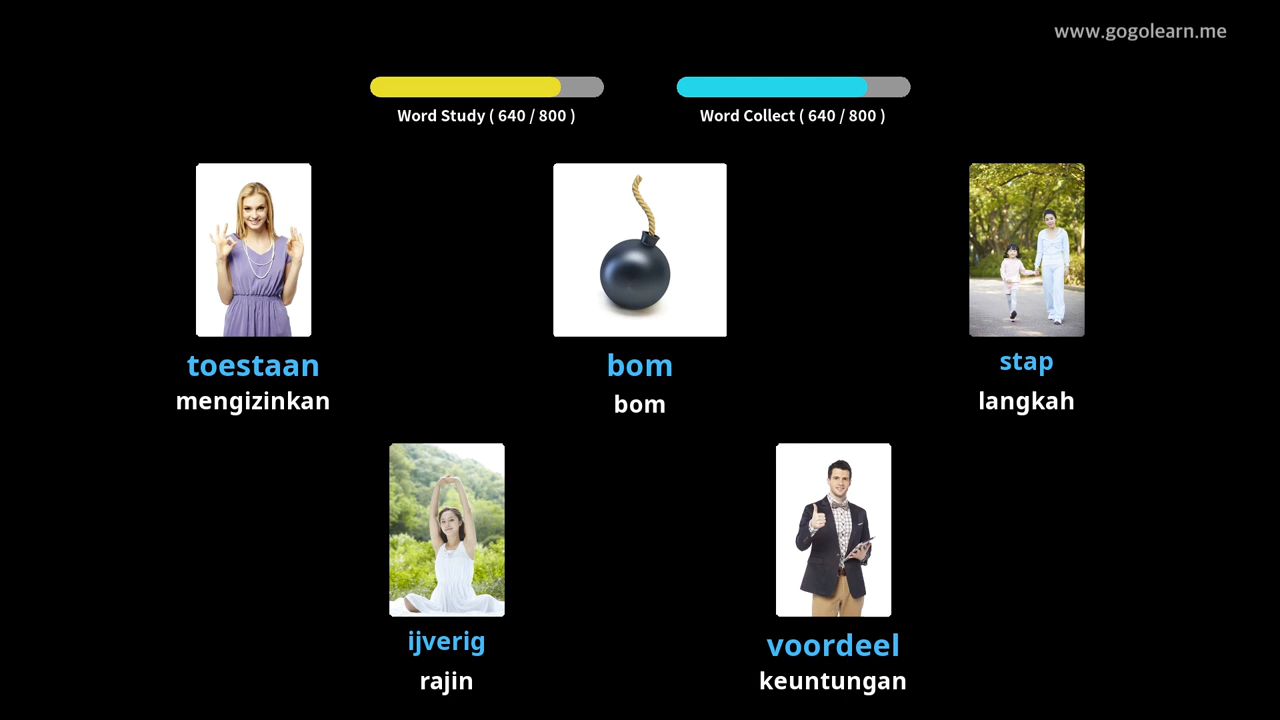 www.gogolearn.me
Word Study ( 640 / 800 )
Word Collect ( 640 / 800 )
toestaan
mengizinkan
bom
bom
stap
langkah
ijverig
rajin
voordeel
keuntungan